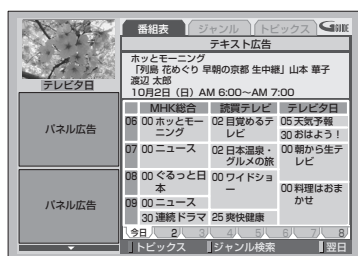 番組表 ジャンル トピックス GGUIDE
テキスト広告
ホッとモーニング
「列島 花めぐり 早朝の京都 生中継」山本 華子
渡辺 太郎
10月2日（日）AM 6:00～AM 7:00
テレビタ日
パネル広告
パネル広告
MHK総合 読買テレビ テレビタ日
06 00 ホッとモー
ニング
02 目覚めるテ
レビ
05 天気予報
30 おはよう！
07 00 ニュース
02 日本温泉・
グルメの旅
00 朝から生テ
レビ
08 00 ぐるっと日
本
00 ワイドショ
ー
00 料理はおま
かせ
09 00 ニュース
30 連続ドラマ
25 爽快健康
今日 2 3 4 5 6 7 8
トピックス ジャンル検索 翌日